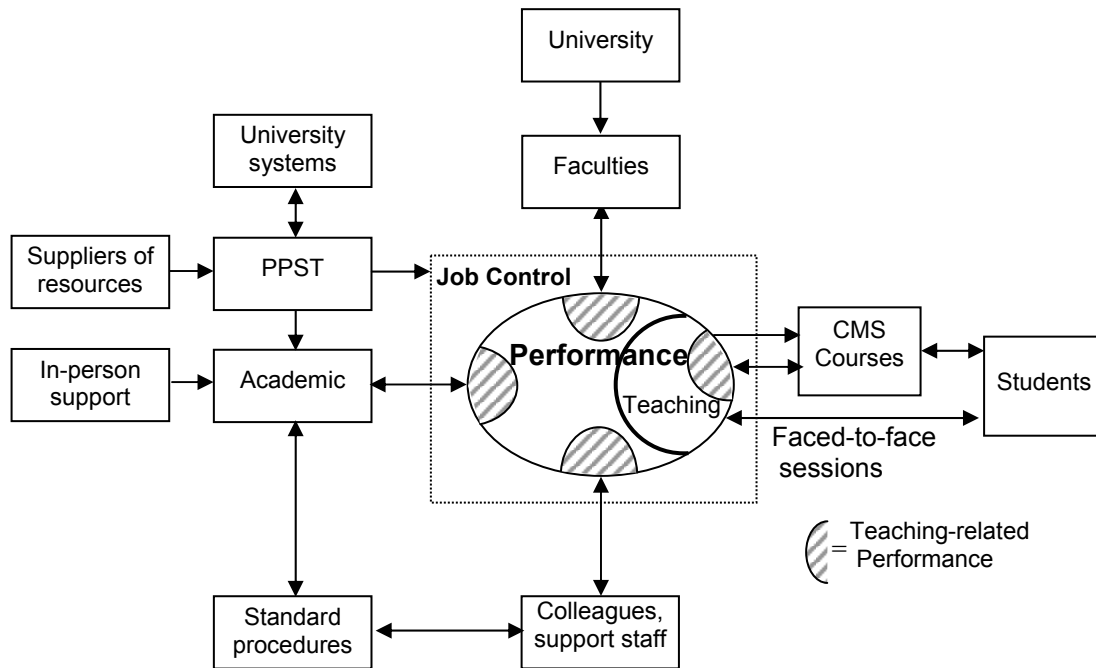 University
University
systems
Faculties
Suppliers of
resources
PPST
Job Control
In-person
support
Academic
Performance
Teaching
CMS
Courses
Students
Faced-to-face
sessions
= Teaching-related
Performance
Standard
procedures
Colleagues,
support staff